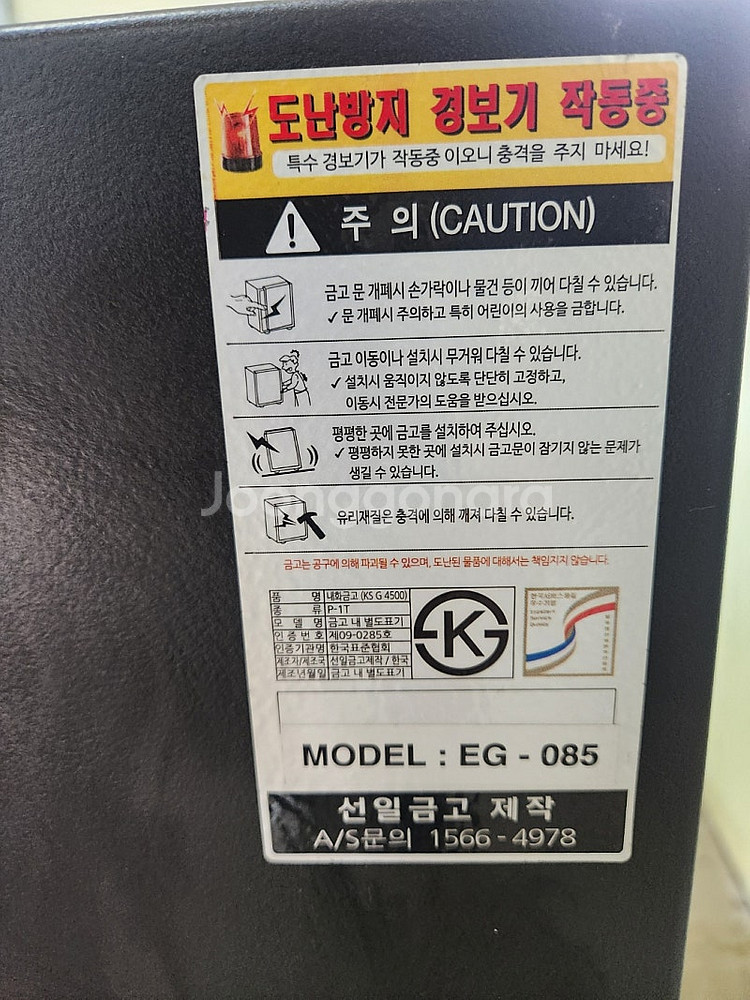 도난방지 경보기 작동중
특수 경보기가 작동중이오니 충격을 주지 마세요!
주 의 (CAUTION)
금고 문 개폐시 손가락이나 물건 등이 끼어 다칠 수 있습니다.
✓ 문 개폐시 주의하고 특히 어린이의 사용을 금합니다.
금고 이동이나 설치시 무거워 다칠 수 있습니다.
✓ 설치시 움직이지 않도록 단단히 고정하고,
이동시 전문가의 도움을 받으십시오.
평평한 곳에 금고를 설치하여 주십시오.
✓ 평평하지 못한 곳에 설치시 금고문이 잠기지 않는 문제가
생길 수 있습니다.
Joonggonara
유리재질은 충격에 의해 깨져 다칠 수 있습니다.
금고는 공구에 의해 파괴될 수 있으며, 도난된 물품에 대해서는 책임지지 않습니다.
품 명 내화금고 (KS G 4500)
종 류 P-1T
모 델 명 금고 내 별도표기
인 증 번 호 제09-0285호
인증기관명 한국표준협회
제조자/제조국 선일금고제작 / 한국
제조년월일 금고 내 별도표기
K
한국서비스품질
우수기업
MODEL : EG - 085
선일금고 제작
A/S문의 1566-4978